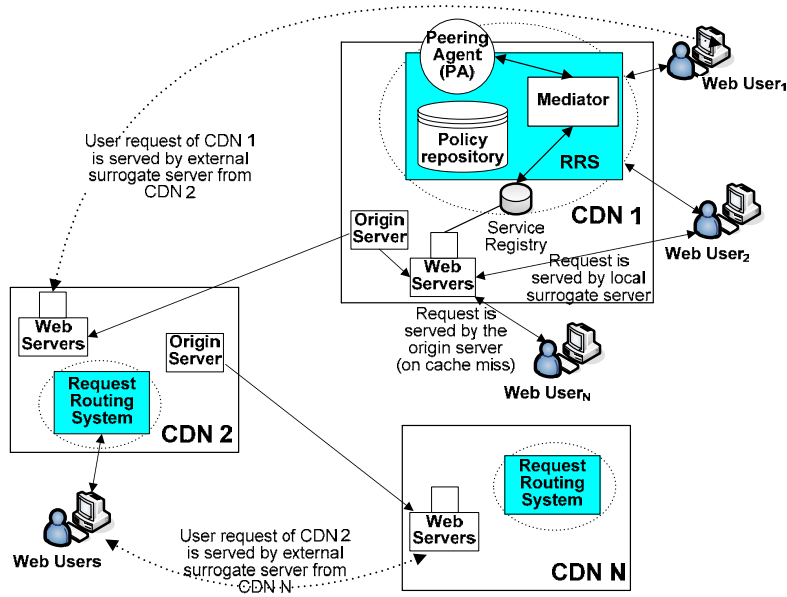 Peering
Agent
(PA)
Mediator
Policy
repository
RRS
Web User₁
User request of CDN 1
is served by external
surrogate server from
CDN 2
Origin
Server
Service
Registry
CDN 1
Web User₂
Web
Servers
Request is
served by local
surrogate server
Request is
served by the
origin server
(on cache miss)
Web Userₙ
Web
Servers
Origin
Server
Request
Routing
System
CDN 2
Web Users
User request of CDN 2
is served by external
surrogate server from
CDN N
Web
Servers
Request
Routing
System
CDN N